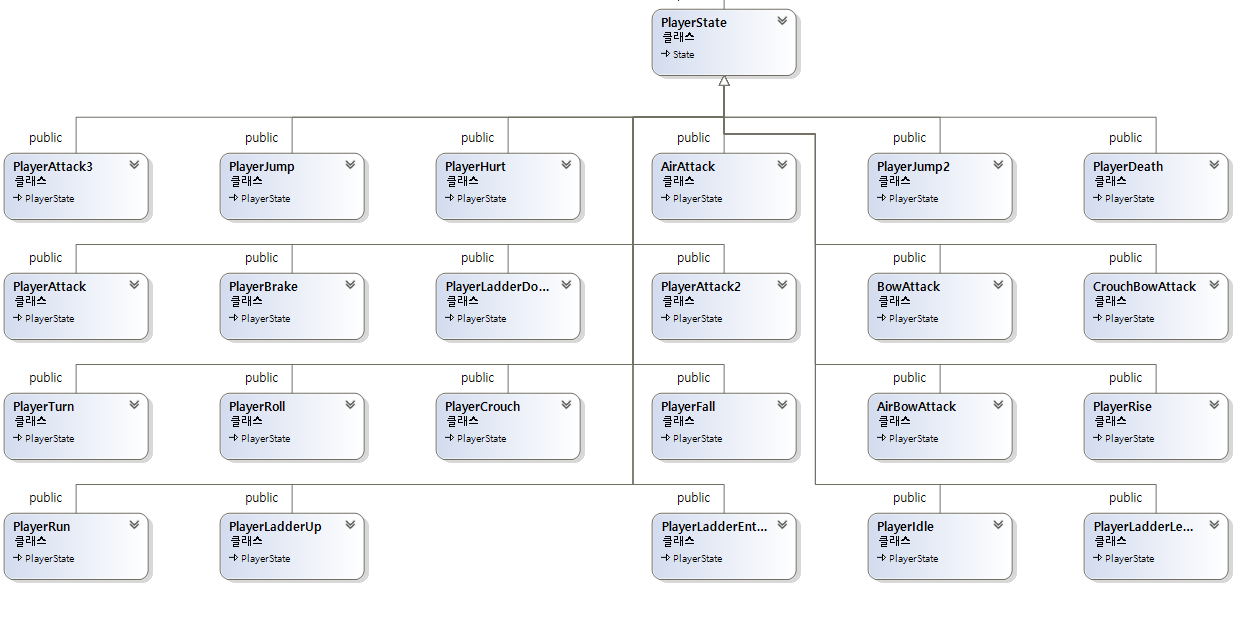 PlayerState
클래스
State
public
public
public
public
public
public
PlayerAttack3
클래스
PlayerState
PlayerJump
클래스
PlayerState
PlayerHurt
클래스
PlayerState
AirAttack
클래스
PlayerState
PlayerJump2
클래스
PlayerState
PlayerDeath
클래스
PlayerState
public
public
public
public
public
public
PlayerAttack
클래스
PlayerState
PlayerBrake
클래스
PlayerState
PlayerLadderDo...
클래스
PlayerState
PlayerAttack2
클래스
PlayerState
BowAttack
클래스
PlayerState
CrouchBowAttack
클래스
PlayerState
public
public
public
public
public
public
PlayerTurn
클래스
PlayerState
PlayerRoll
클래스
PlayerState
PlayerCrouch
클래스
PlayerState
PlayerFall
클래스
PlayerState
AirBowAttack
클래스
PlayerState
PlayerRise
클래스
PlayerState
public
public
public
public
public
PlayerRun
클래스
PlayerState
PlayerLadderUp
클래스
PlayerState
PlayerLadderEnt...
클래스
PlayerState
PlayerIdle
클래스
PlayerState
PlayerLadderLe...
클래스
PlayerState